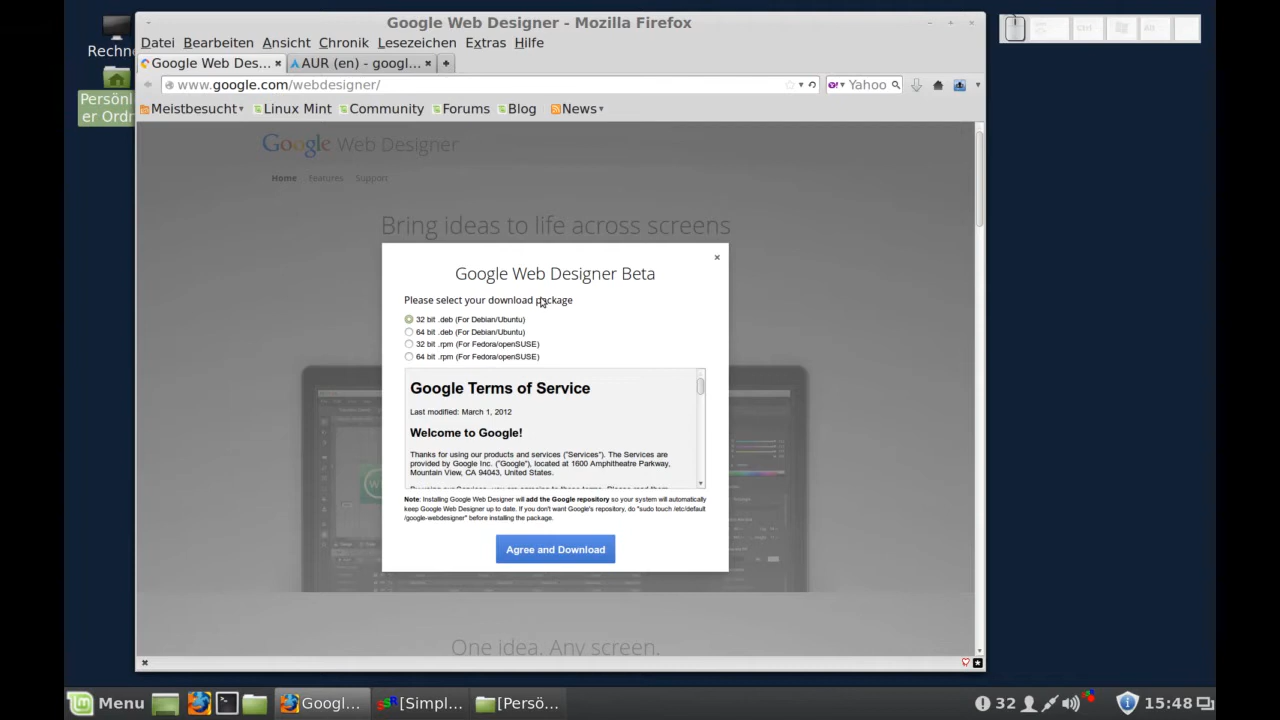 Google Web Designer - Mozilla Firefox
Rechn
Persönl
er Ordn
Datei Bearbeiten Ansicht Chronik Lesezeichen Extras Hilfe
Google Web Des... AUR (en) - googl...
www.google.com/webdesigner/
Yahoo
Meistbesucht Linux Mint Community Forums Blog News
Google Web Designer
Home Features Support
Bring ideas to life across screens
Google Web Designer Beta
Please select your download package
32 bit .deb (For Debian/Ubuntu)
64 bit .deb (For Debian/Ubuntu)
32 bit .rpm (For Fedora/openSUSE)
64 bit .rpm (For Fedora/openSUSE)
Google Terms of Service
Last modified: March 1, 2012
Welcome to Google!
Thanks for using our products and services ("Services"). The Services are
provided by Google Inc. ("Google"), located at 1600 Amphitheatre Parkway,
Mountain View, CA 94043, United States.
Note: Installing Google Web Designer will add the Google repository so your system will automatically
keep Google Web Designer up to date. If you don't want Google's repository, do "sudo touch /etc/default
/google-webdesigner" before installing the package.
Agree and Download
One idea. Any screen.
Menu Googl... [Simpl... [Persö... 32 15:48